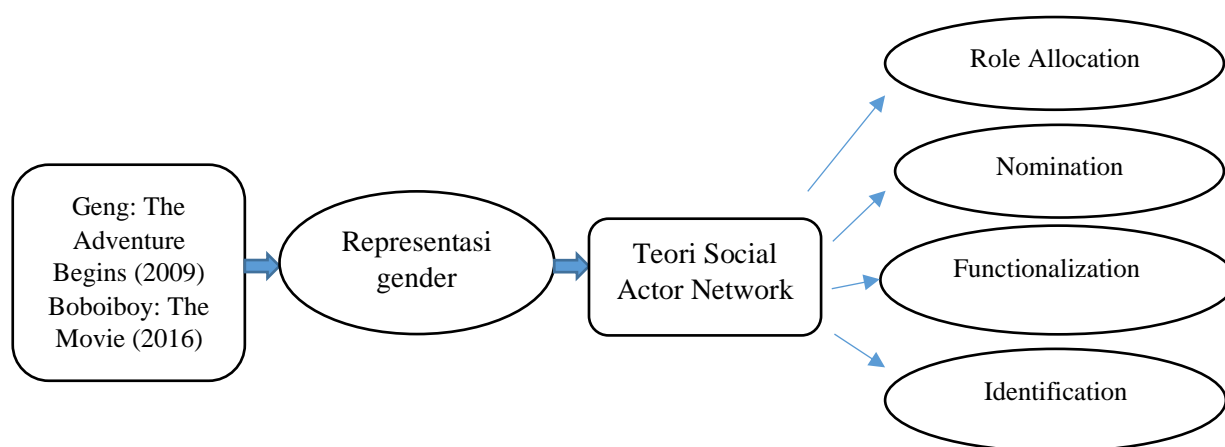 Geng: The
Adventure
Begins (2009)
Boboiboy: The
Movie (2016)
Representasi
gender
Teori Social
Actor Network
Role Allocation
Nomination
Functionalization
Identification